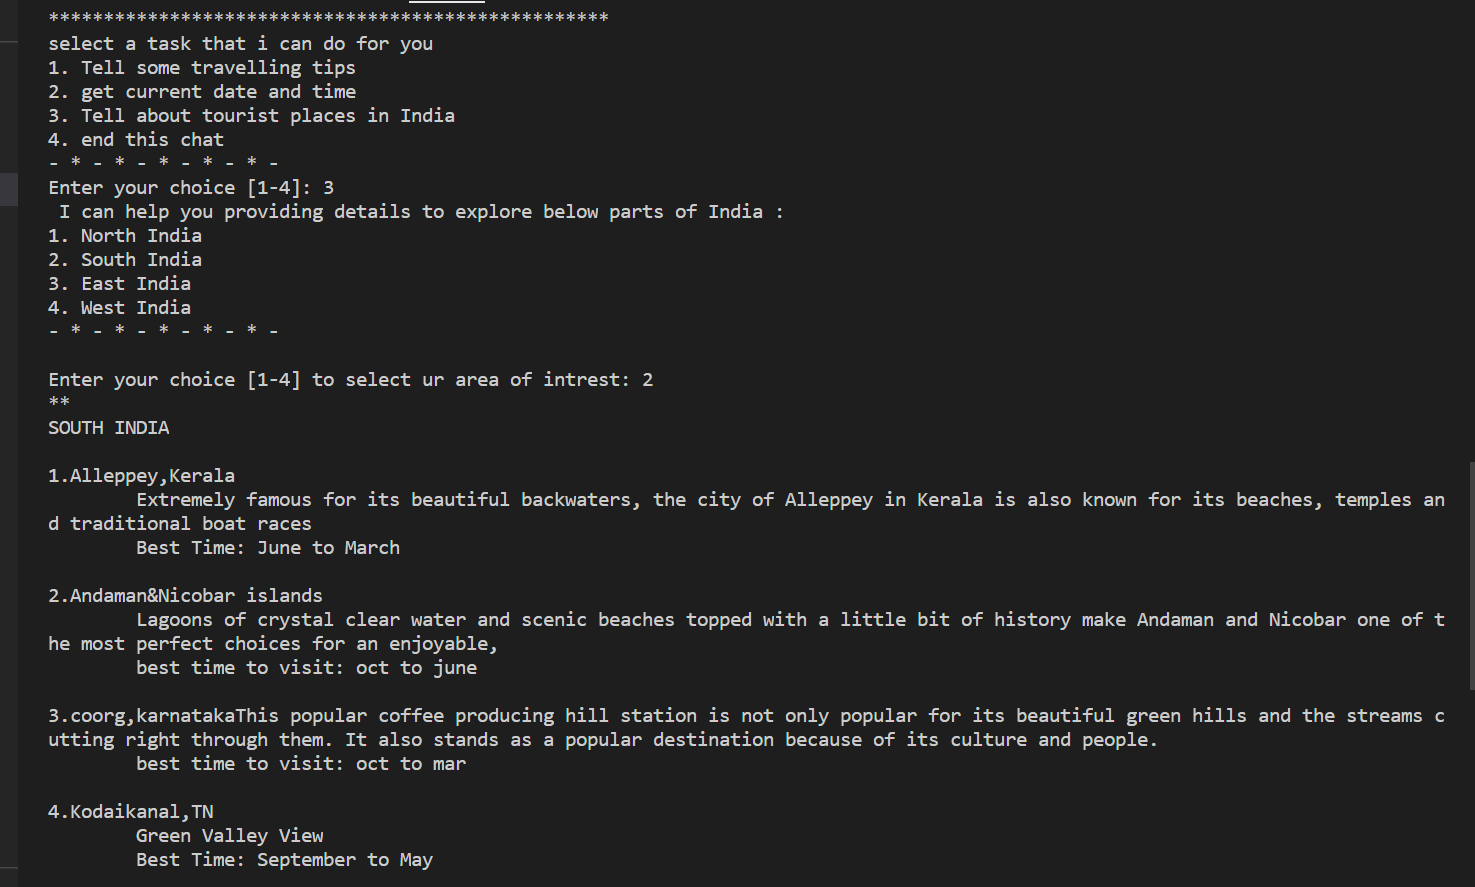 ***************************************************
select a task that i can do for you
1. Tell some travelling tips
2. get current date and time
3. Tell about tourist places in India
4. end this chat
- * - * - * - * - * -
Enter your choice [1-4]: 3
 I can help you providing details to explore below parts of India :
1. North India
2. South India
3. East India
4. West India
- * - * - * - * - * -

Enter your choice [1-4] to select ur area of intrest: 2
**
SOUTH INDIA

1.Alleppey,Kerala
        Extremely famous for its beautiful backwaters, the city of Alleppey in Kerala is also known for its beaches, temples an
d traditional boat races
        Best Time: June to March

2.Andaman&Nicobar islands
        Lagoons of crystal clear water and scenic beaches topped with a little bit of history make Andaman and Nicobar one of t
he most perfect choices for an enjoyable,
        best time to visit: oct to june

3.coorg,karnatakaThis popular coffee producing hill station is not only popular for its beautiful green hills and the streams c
utting right through them. It also stands as a popular destination because of its culture and people.
        best time to visit: oct to mar

4.Kodaikanal,TN
        Green Valley View
        Best Time: September to May